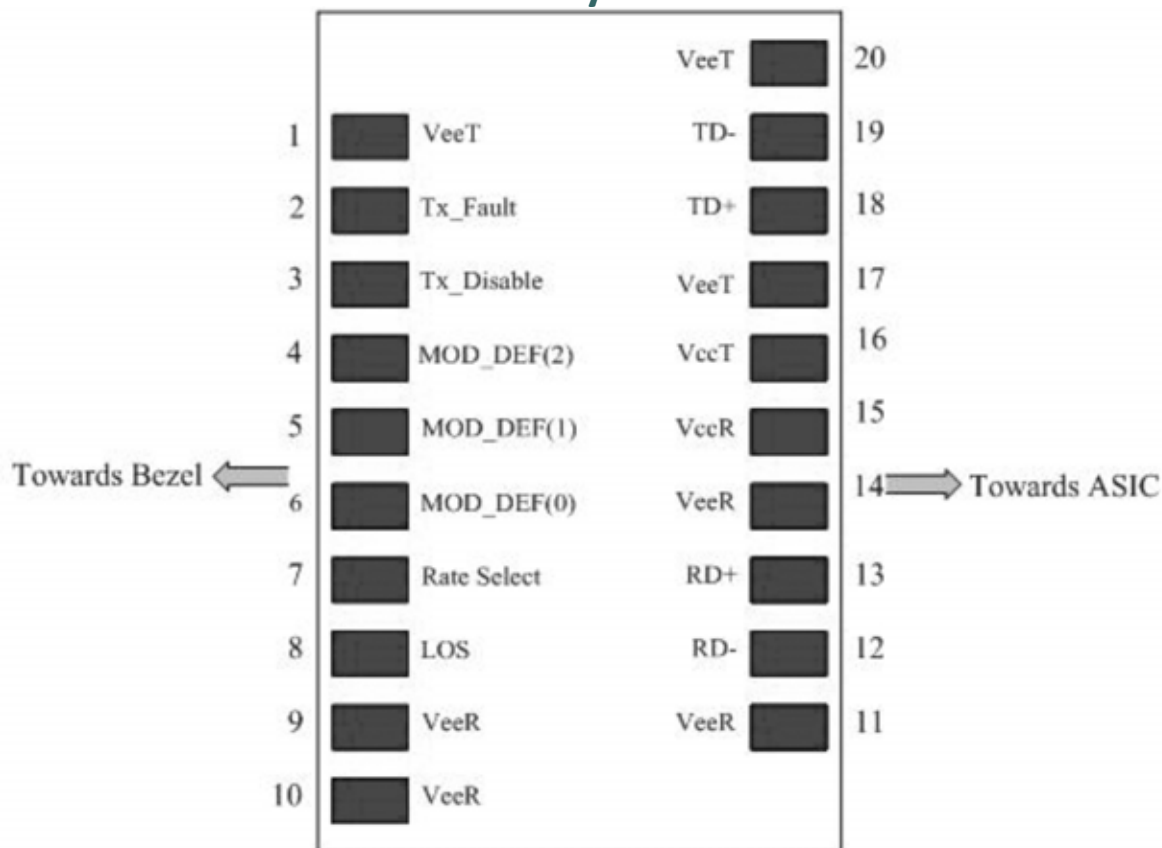 VeeT 20
1 VeeT TD- 19
2 Tx_Fault TD+ 18
3 Tx_Disable VeeT 17
4 MOD_DEF(2) VccT 16
5 MOD_DEF(1) VccR 15
Towards Bezel 6 MOD_DEF(0) VeeR 14 Towards ASIC
7 Rate Select RD+ 13
8 LOS RD- 12
9 VeeR VeeR 11
10 VeeR